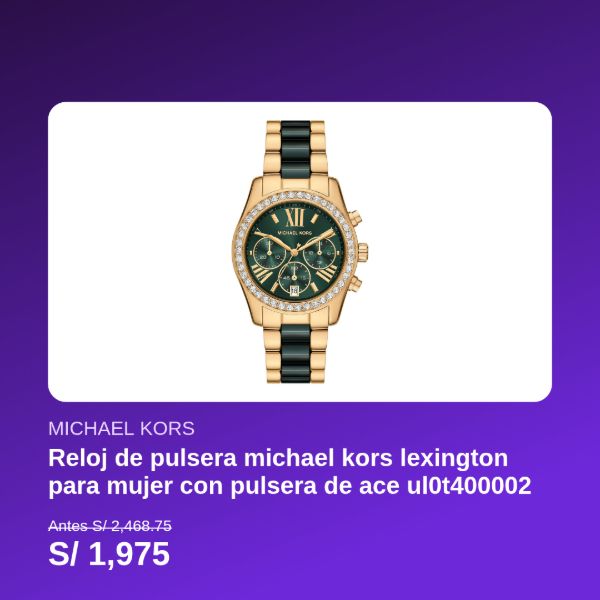 XII
MICHAEL KORS
MICHAEL KORS
Reloj de pulsera michael kors lexington
para mujer con pulsera de ace ul0t400002
Antes S/ 2,468.75
S/ 1,975